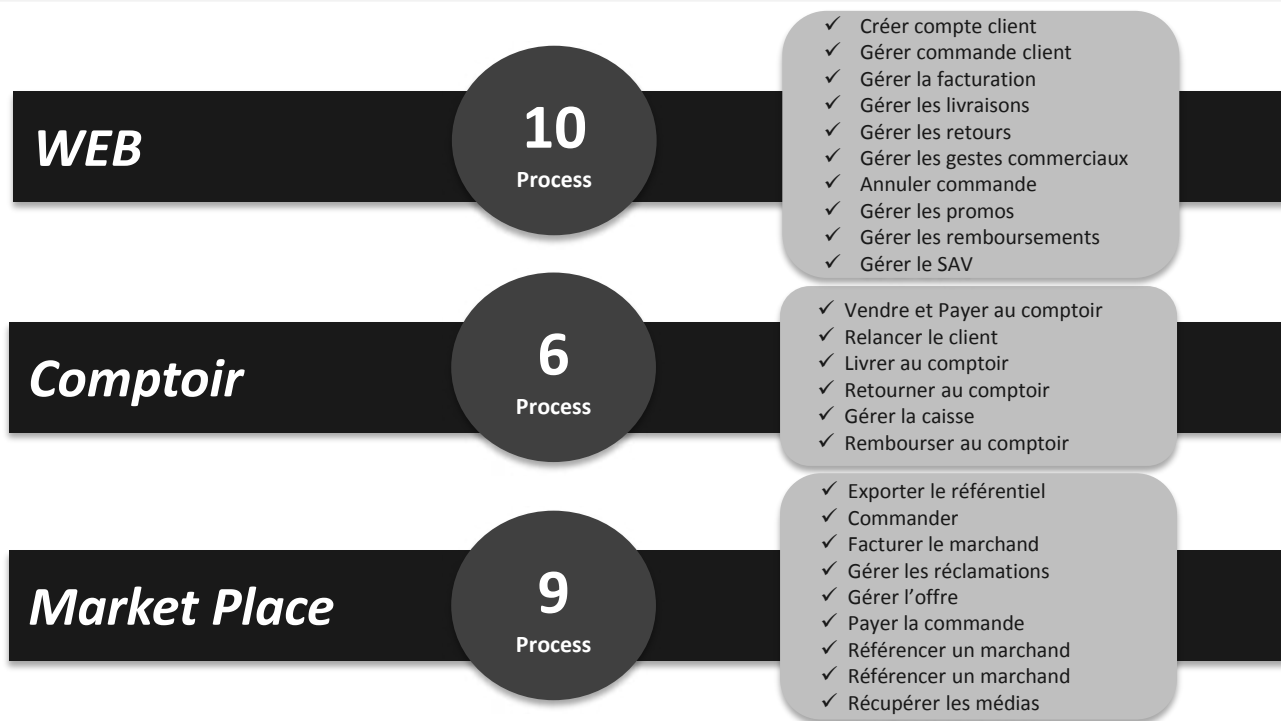 WEB
10
Process
✓ Créer compte client
✓ Gérer commande client
✓ Gérer la facturation
✓ Gérer les livraisons
✓ Gérer les retours
✓ Gérer les gestes commerciaux
✓ Annuler commande
✓ Gérer les promos
✓ Gérer les remboursements
✓ Gérer le SAV
Comptoir
6
Process
✓ Vendre et Payer au comptoir
✓ Relancer le client
✓ Livrer au comptoir
✓ Retourner au comptoir
✓ Gérer la caisse
✓ Rembourser au comptoir
Market Place
9
Process
✓ Exporter le référentiel
✓ Commander
✓ Facturer le marchand
✓ Gérer les réclamations
✓ Gérer l’offre
✓ Payer la commande
✓ Référencer un marchand
✓ Référencer un marchand
✓ Récupérer les médias